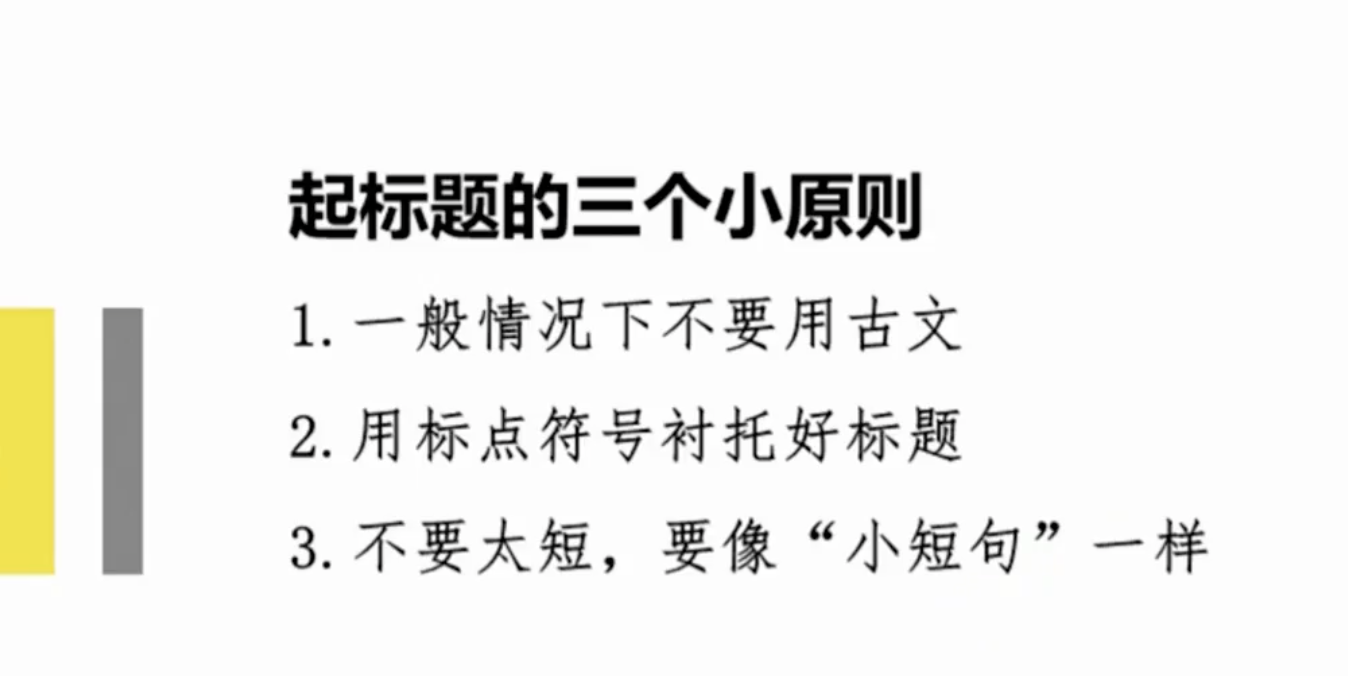 起标题的三个小原则
1. 一般情况下不要用古文
2. 用标点符号衬托好标题
3. 不要太短，要像“小短句”一样